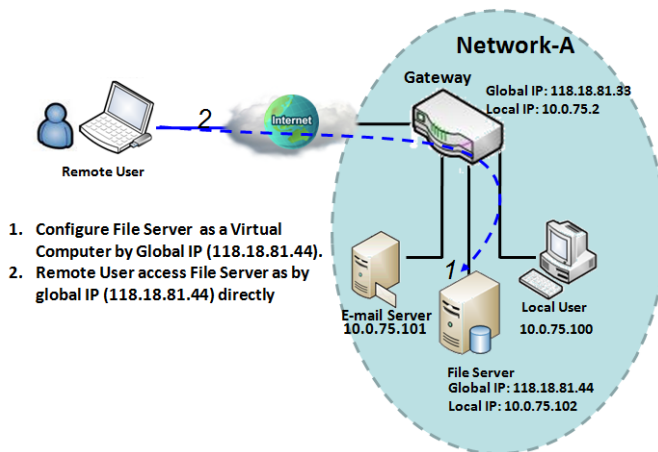 Network-A
Gateway
Global IP: 118.18.81.33
Local IP: 10.0.75.2
2
Internet
Remote User
1. Configure File Server as a Virtual
Computer by Global IP (118.18.81.44).
2. Remote User access File Server as by
global IP (118.18.81.44) directly
1
E-mail Server
10.0.75.101
Local User
10.0.75.100
File Server
Global IP: 118.18.81.44
Local IP: 10.0.75.102